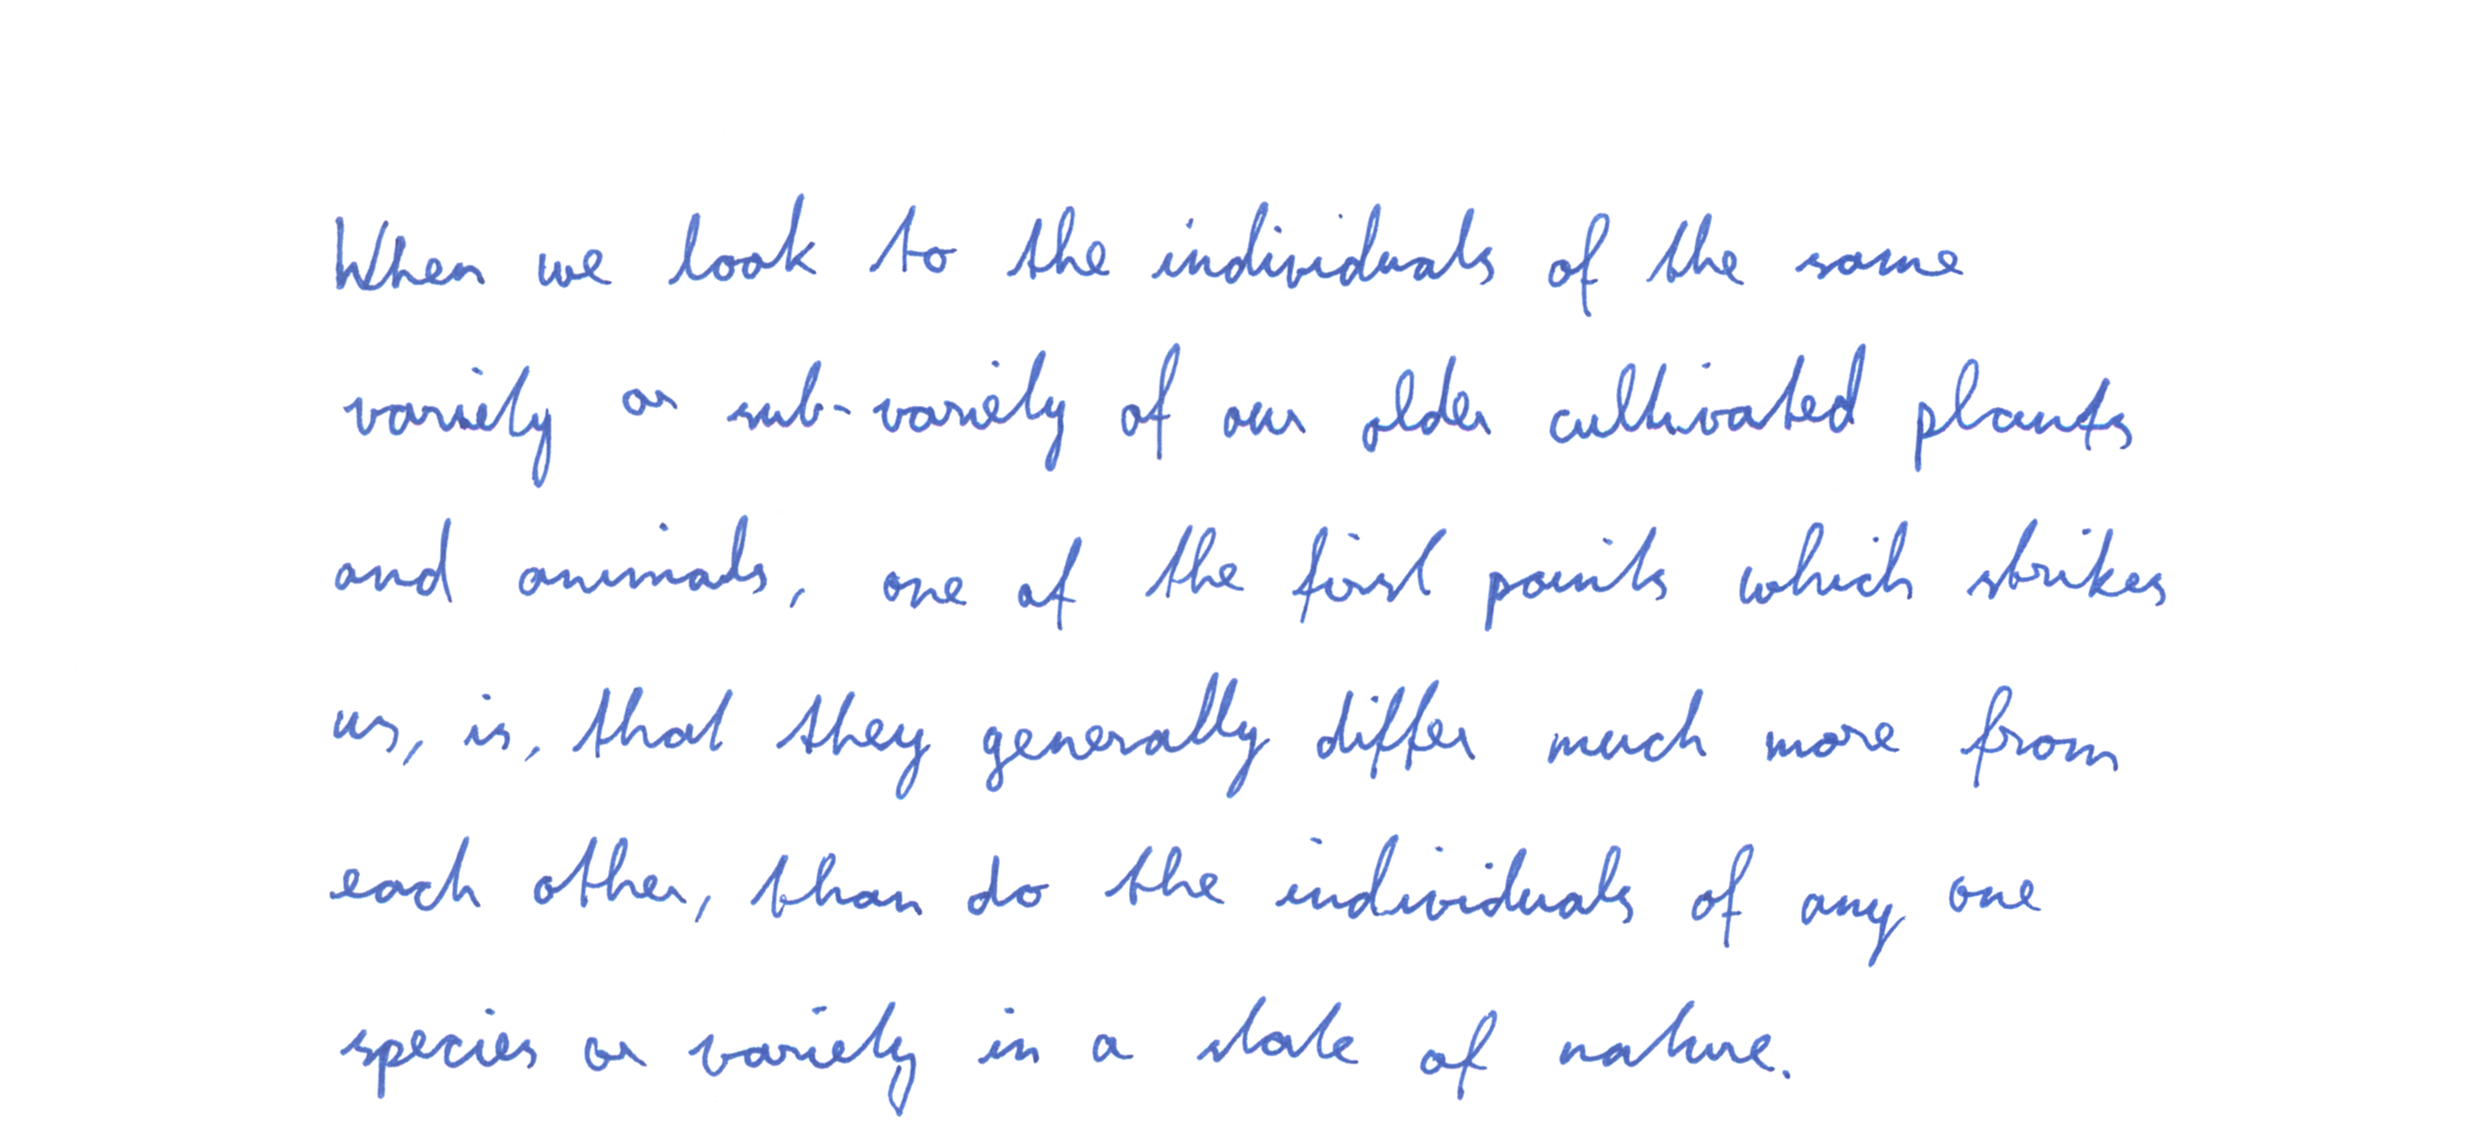 When we look to the individuals of the same
variety or sub-variety of our older cultivated plants
and animals, one of the first points which strikes
us, is, that they generally differ much more from
each other, than do the individuals of any one
species or variety in a state of nature.